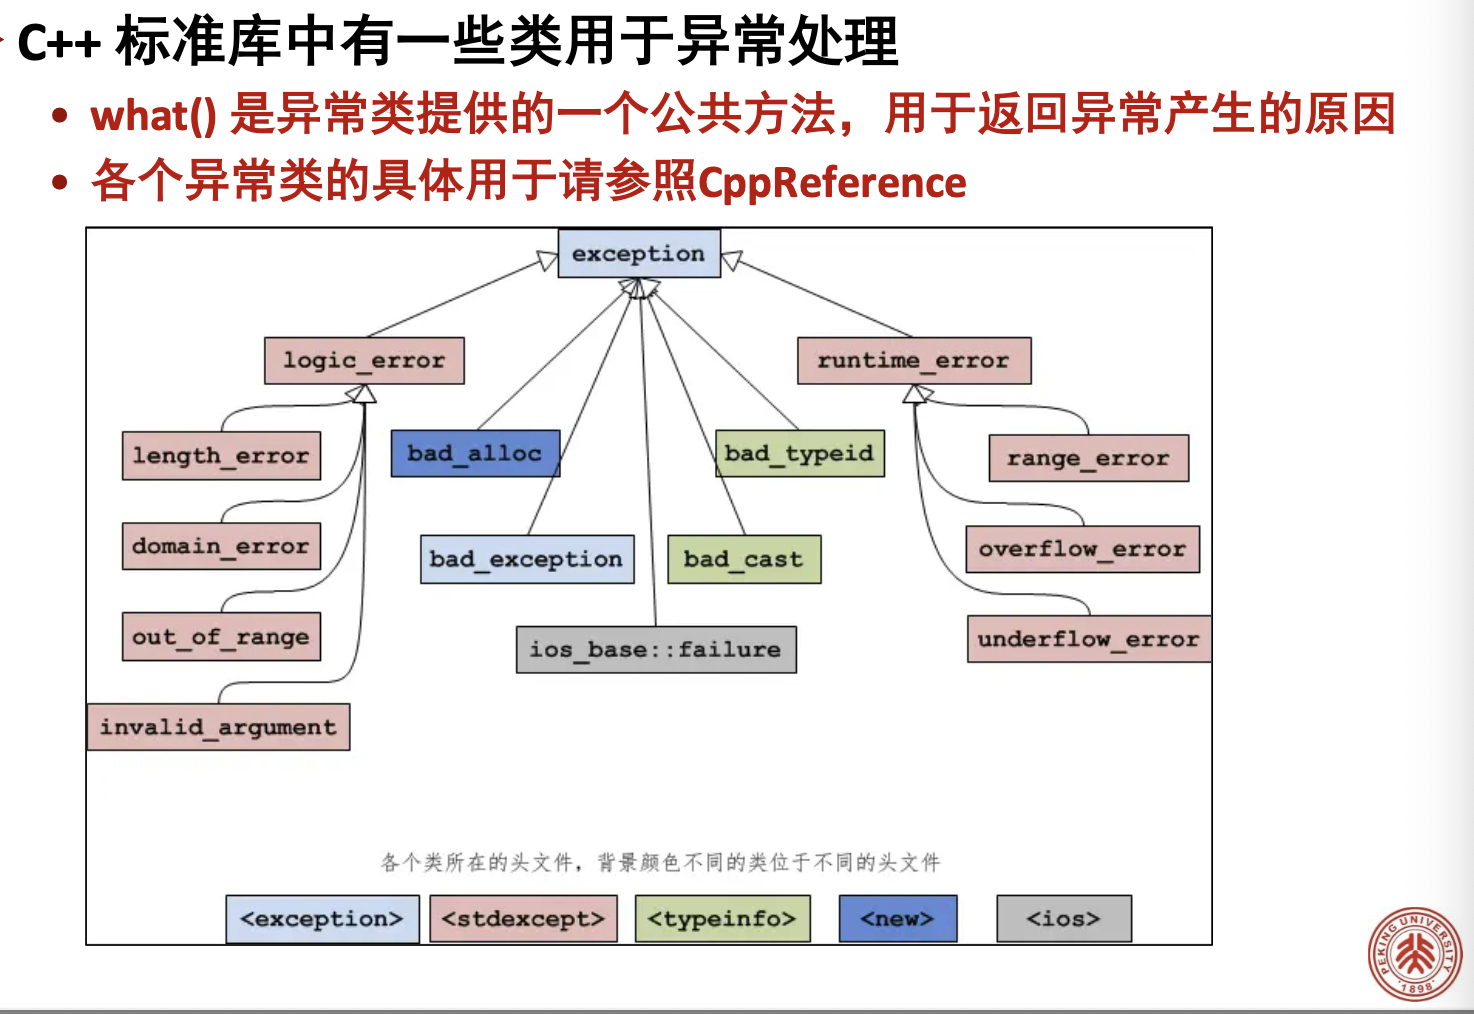 C++ 标准库中有一些类用于异常处理
• what() 是异常类提供的一个公共方法，用于返回异常产生的原因
• 各个异常类的具体用于请参照CppReference
exception
logic_error
runtime_error
length_error
bad_alloc
bad_typeid
range_error
domain_error
bad_exception
bad_cast
overflow_error
out_of_range
ios_base::failure
underflow_error
invalid_argument
各个类所在的头文件，背景颜色不同的类位于不同的头文件
<exception> <stdexcept> <typeinfo> <new> <ios>
PEKING UNIVERSITY
1898